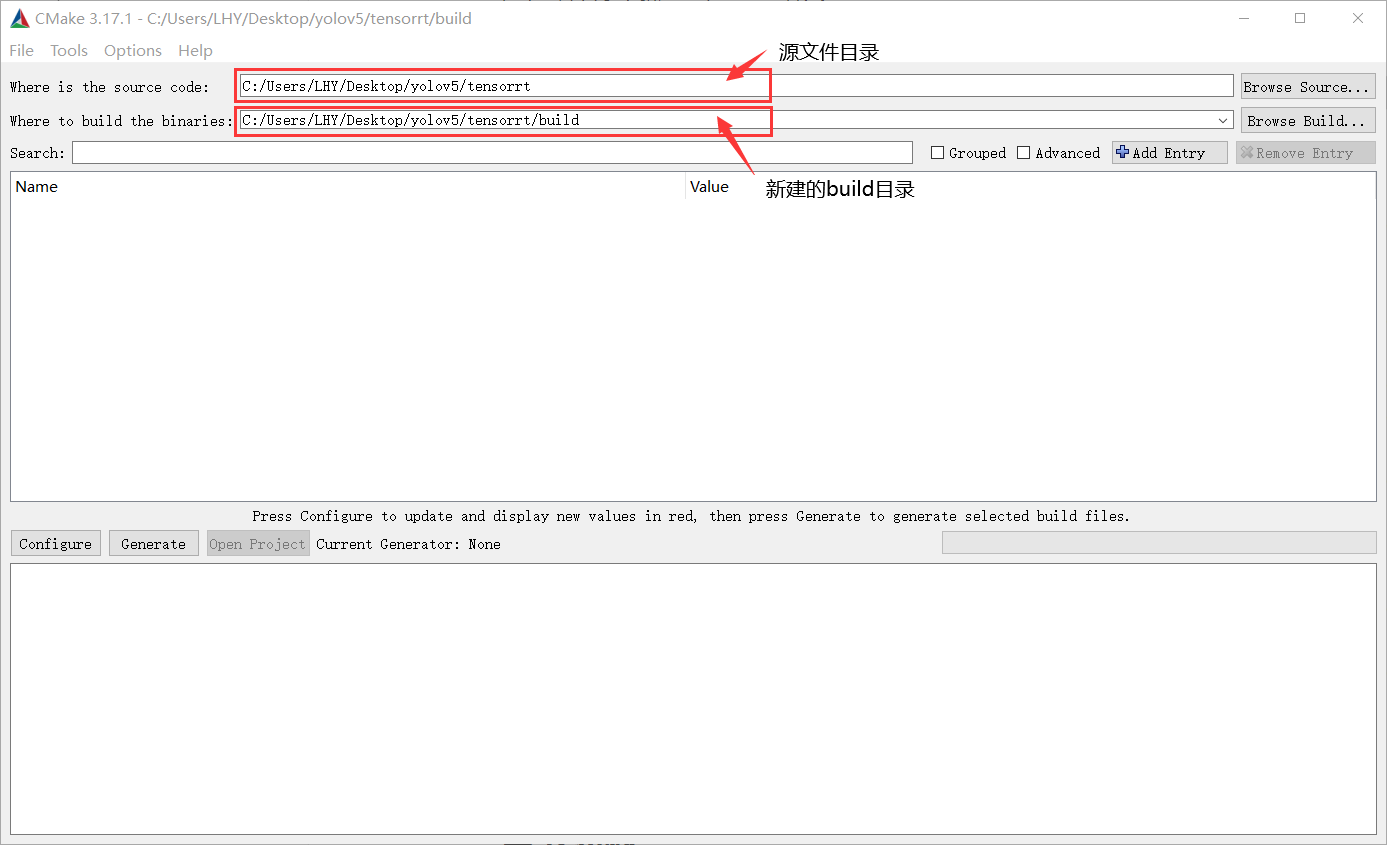 CMake 3.17.1 - C:/Users/LHY/Desktop/yolov5/tensorrt/build
File Tools Options Help
源文件目录
Where is the source code: C:/Users/LHY/Desktop/yolov5/tensorrt Browse Source...
Where to build the binaries: C:/Users/LHY/Desktop/yolov5/tensorrt/build Browse Build...
Search: Grouped Advanced Add Entry Remove Entry
Name Value
新建的build目录
Press Configure to update and display new values in red, then press Generate to generate selected build files.
Configure Generate Open Project Current Generator: None